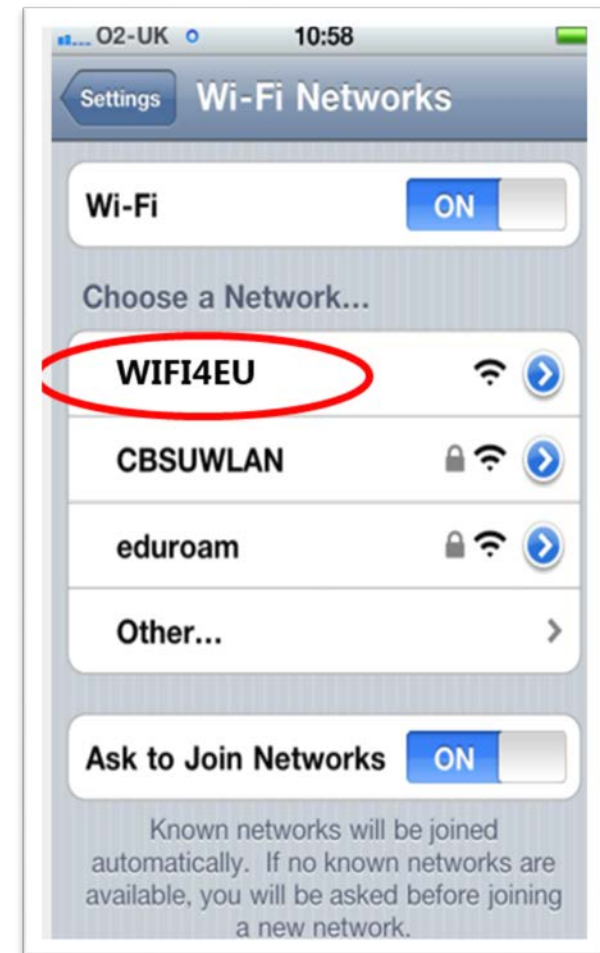 O2-UK 10:58
Settings Wi-Fi Networks
Wi-Fi ON
Choose a Network...
WIFI4EU
CBSUWLAN
eduroam
Other...
Ask to Join Networks ON
Known networks will be joined
automatically. If no known networks are
available, you will be asked before joining
a new network.